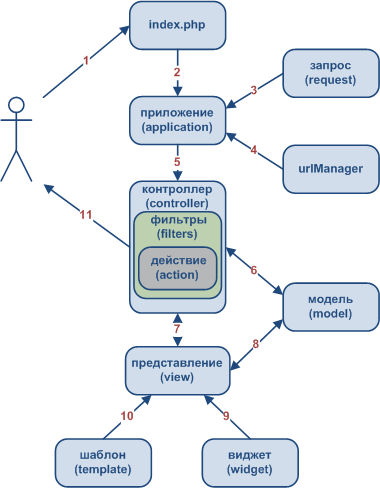 index.php
1
2
запрос
(request)
3
приложение
(application)
4
urlManager
5
контроллер
(controller)
фильтры
(filters)
11
действие
(action)
6
модель
(model)
7
8
представление
(view)
10
9
шаблон
(template)
виджет
(widget)